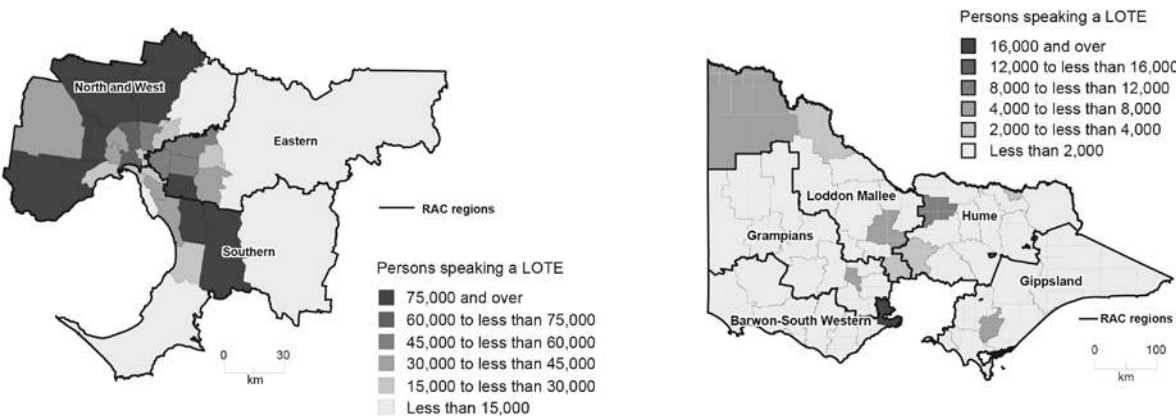 North and West
Eastern
Southern
RAC regions
Persons speaking a LOTE
75,000 and over
60,000 to less than 75,000
45,000 to less than 60,000
30,000 to less than 45,000
15,000 to less than 30,000
Less than 15,000
0 30
km
Persons speaking a LOTE
16,000 and over
12,000 to less than 16,000
8,000 to less than 12,000
4,000 to less than 8,000
2,000 to less than 4,000
Less than 2,000
Loddon Mallee
Hume
Grampians
Gippsland
Barwon-South Western
RAC regions
0 100
km